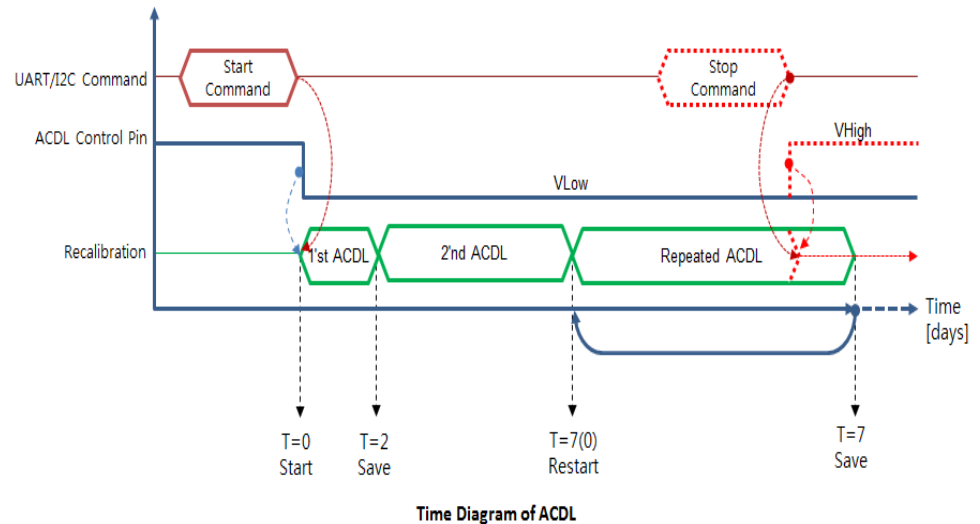 UART/I2C Command
Start
Command
Stop
Command
ACDL Control Pin
VHigh
VLow
Recalibration
1'st ACDL
2'nd ACDL
Repeated ACDL
Time
[days]
T=0
Start
T=2
Save
T=7(0)
Restart
T=7
Save
Time Diagram of ACDL